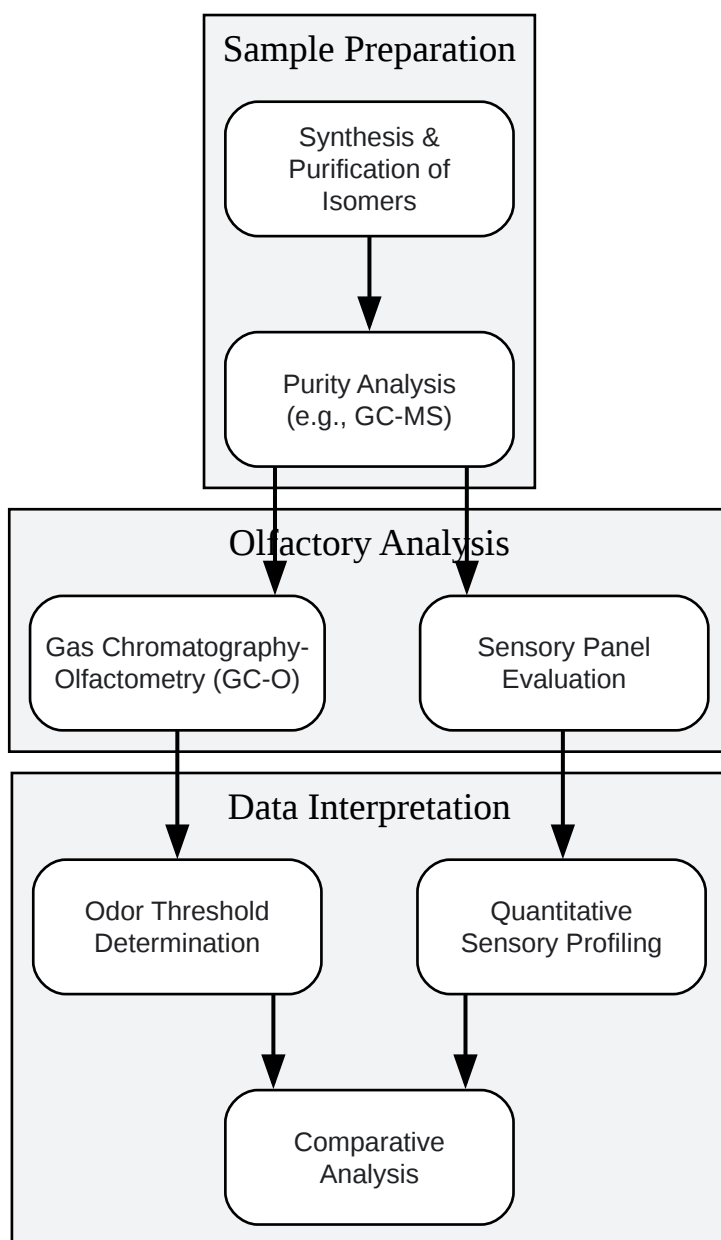 Sample Preparation
Synthesis &
Purification of
Isomers
Purity Analysis
(e.g., GC-MS)
Olfactory Analysis
Gas Chromatography-
Olfactometry (GC-O)
Sensory Panel
Evaluation
Data Interpretation
Odor Threshold
Determination
Quantitative
Sensory Profiling
Comparative
Analysis